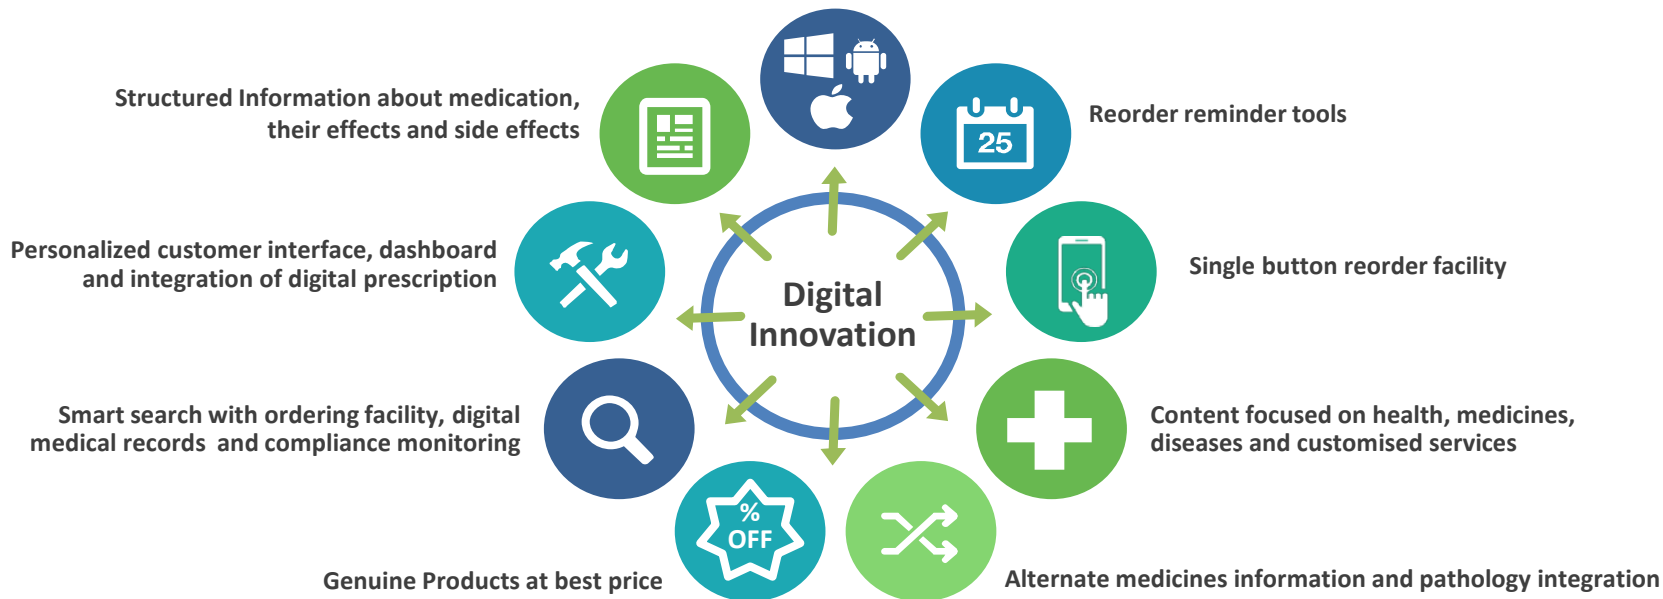 Structured Information about medication,
their effects and side effects
25
Reorder reminder tools
Personalized customer interface, dashboard
and integration of digital prescription
Digital
Innovation
Single button reorder facility
Smart search with ordering facility, digital
medical records and compliance monitoring
Content focused on health, medicines,
diseases and customised services
%
OFF
Genuine Products at best price
Alternate medicines information and pathology integration